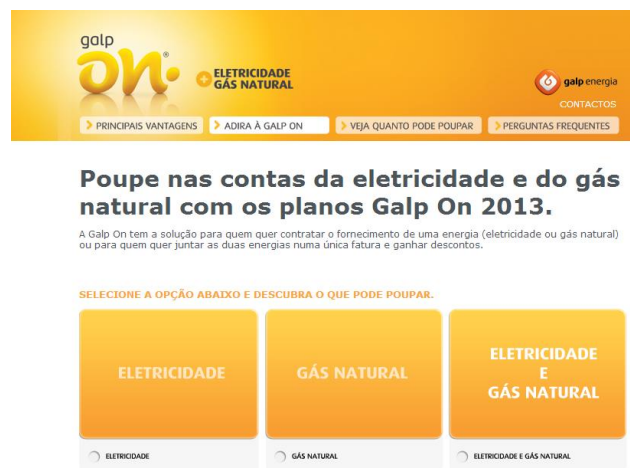 galp
on ®
ELETRICIDADE
GÁS NATURAL
galp energia
CONTACTOS
PRINCIPAIS VANTAGENS
ADIRA À GALP ON
VEJA QUANTO PODE POUPAR
PERGUNTAS FREQUENTES
Poupe nas contas da eletricidade e do gás
natural com os planos Galp On 2013.
A Galp On tem a solução para quem quer contratar o fornecimento de uma energia (eletricidade ou gás natural)
ou para quem quer juntar as duas energias numa única fatura e ganhar descontos.
SELECIONE A OPÇÃO ABAIXO E DESCUBRA O QUE PODE POUPAR.
ELETRICIDADE
GÁS NATURAL
ELETRICIDADE
E
GÁS NATURAL
ELETRICIDADE
GÁS NATURAL
ELETRICIDADE E GÁS NATURAL